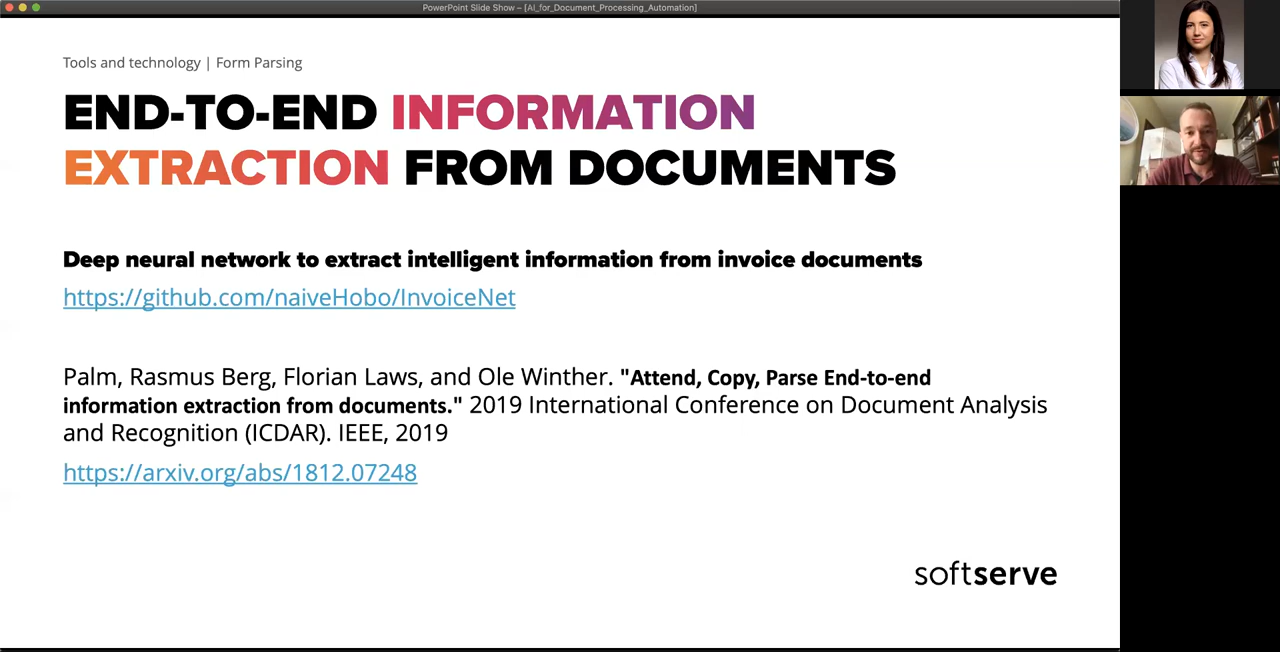 PowerPoint Slide Show – [AI_for_Document_Processing_Automation]
Tools and technology | Form Parsing
END-TO-END INFORMATION
EXTRACTION FROM DOCUMENTS
Deep neural network to extract intelligent information from invoice documents
https://github.com/naiveHobo/InvoiceNet
Palm, Rasmus Berg, Florian Laws, and Ole Winther. "Attend, Copy, Parse End-to-end
information extraction from documents." 2019 International Conference on Document Analysis
and Recognition (ICDAR). IEEE, 2019
https://arxiv.org/abs/1812.07248
softserve